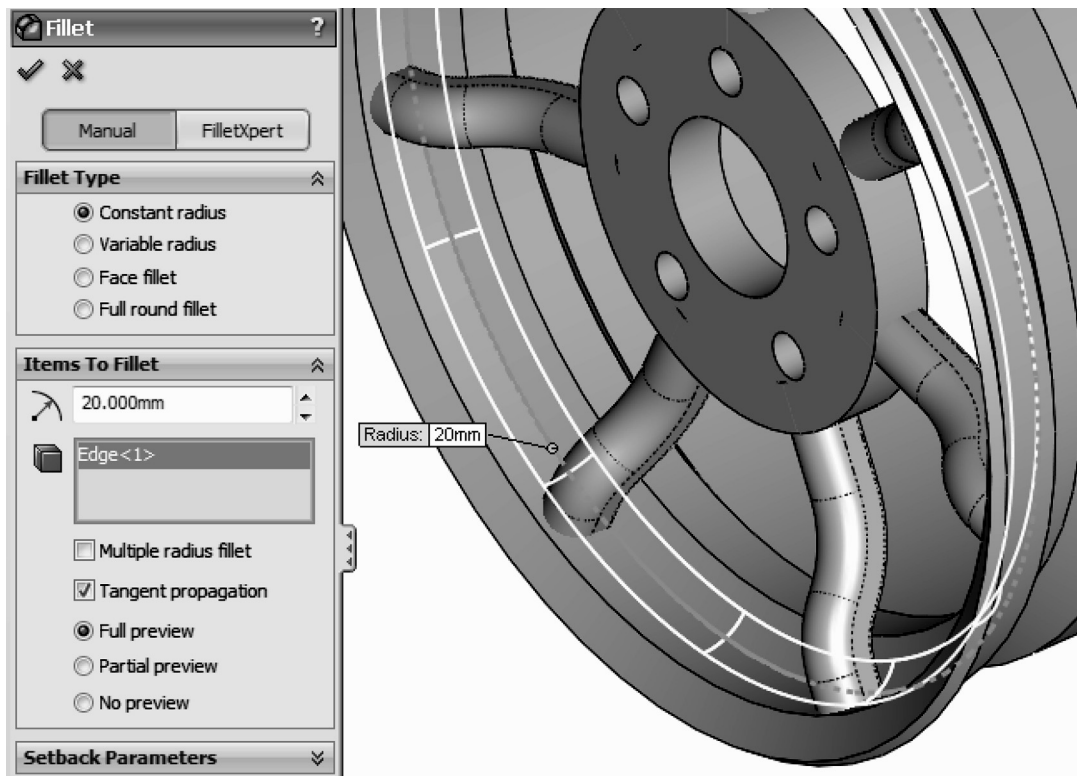 Fillet ?
Manual FilletXpert
Fillet Type
Constant radius
Variable radius
Face fillet
Full round fillet
Items To Fillet
20.000mm
Edge<1>
Multiple radius fillet
Tangent propagation
Full preview
Partial preview
No preview
Setback Parameters
Radius: 20mm